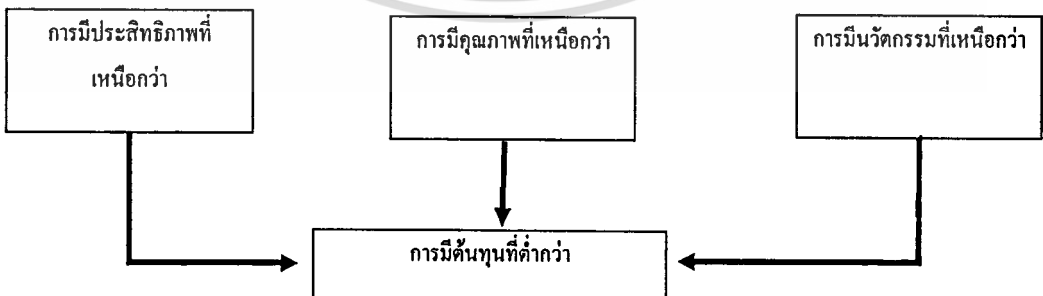 การมีประสิทธิภาพที่
เหนือกว่า
การมีคุณภาพที่เหนือกว่า
การมีนวัตกรรมที่เหนือกว่า
การมีต้นทุนที่ต่ำกว่า